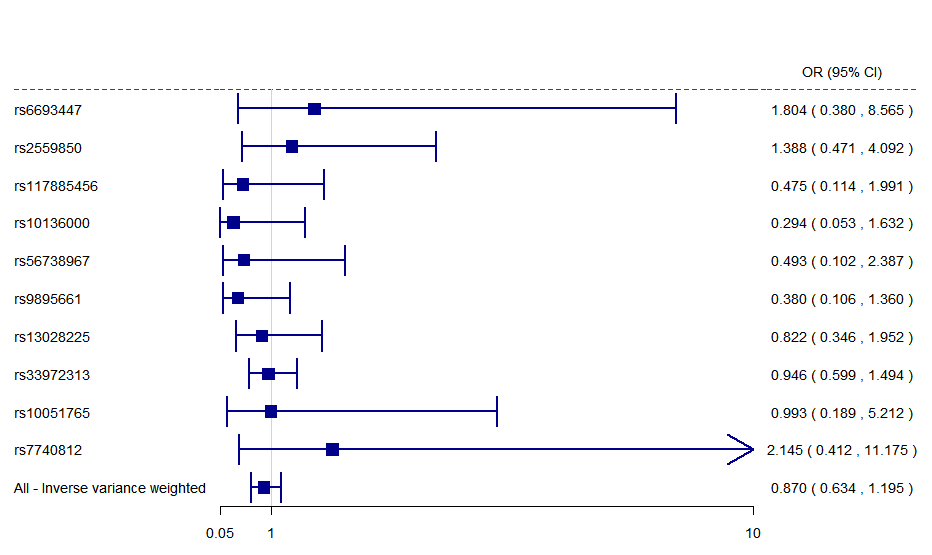 OR (95% CI)
rs6693447 1.804 ( 0.380 , 8.565 )
rs2559850 1.388 ( 0.471 , 4.092 )
rs117885456 0.475 ( 0.114 , 1.991 )
rs10136000 0.294 ( 0.053 , 1.632 )
rs56738967 0.493 ( 0.102 , 2.387 )
rs9895661 0.380 ( 0.106 , 1.360 )
rs13028225 0.822 ( 0.346 , 1.952 )
rs33972313 0.946 ( 0.599 , 1.494 )
rs10051765 0.993 ( 0.189 , 5.212 )
rs7740812 2.145 ( 0.412 , 11.175 )
All - Inverse variance weighted 0.870 ( 0.634 , 1.195 )
0.05 1 10